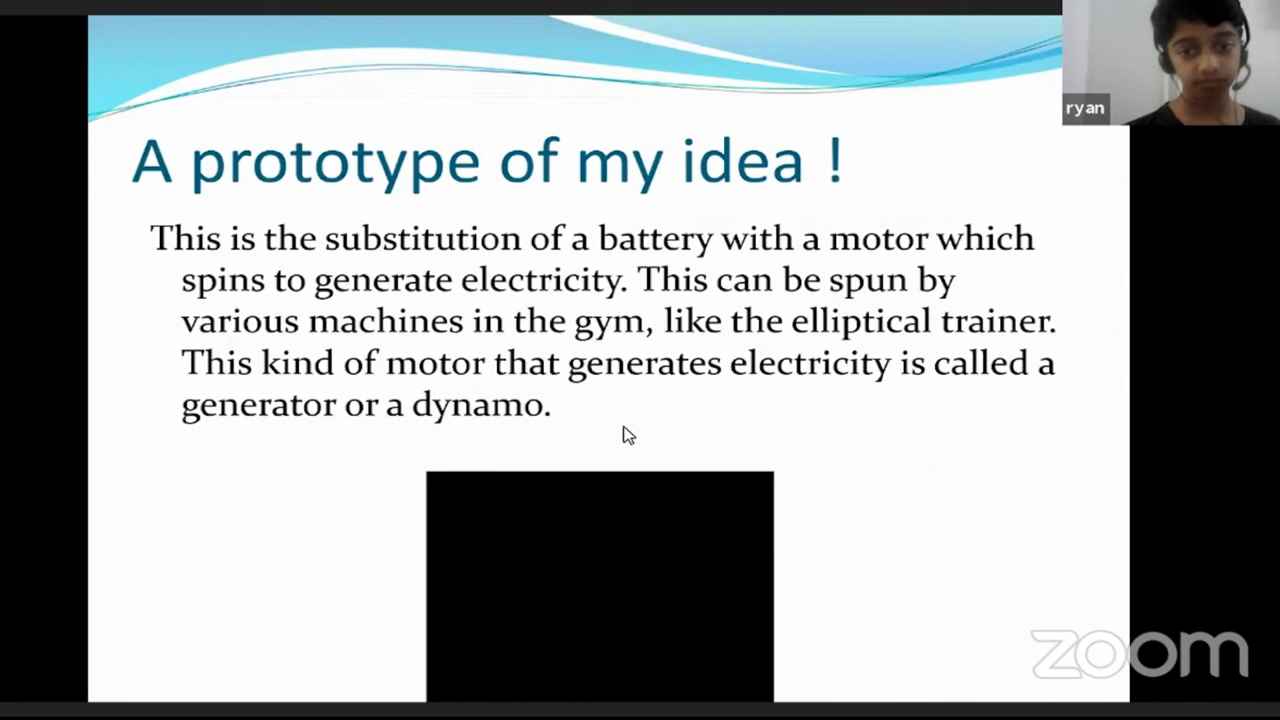 ryan
A prototype of my idea !
This is the substitution of a battery with a motor which
spins to generate electricity. This can be spun by
various machines in the gym, like the elliptical trainer.
This kind of motor that generates electricity is called a
generator or a dynamo.
zoom